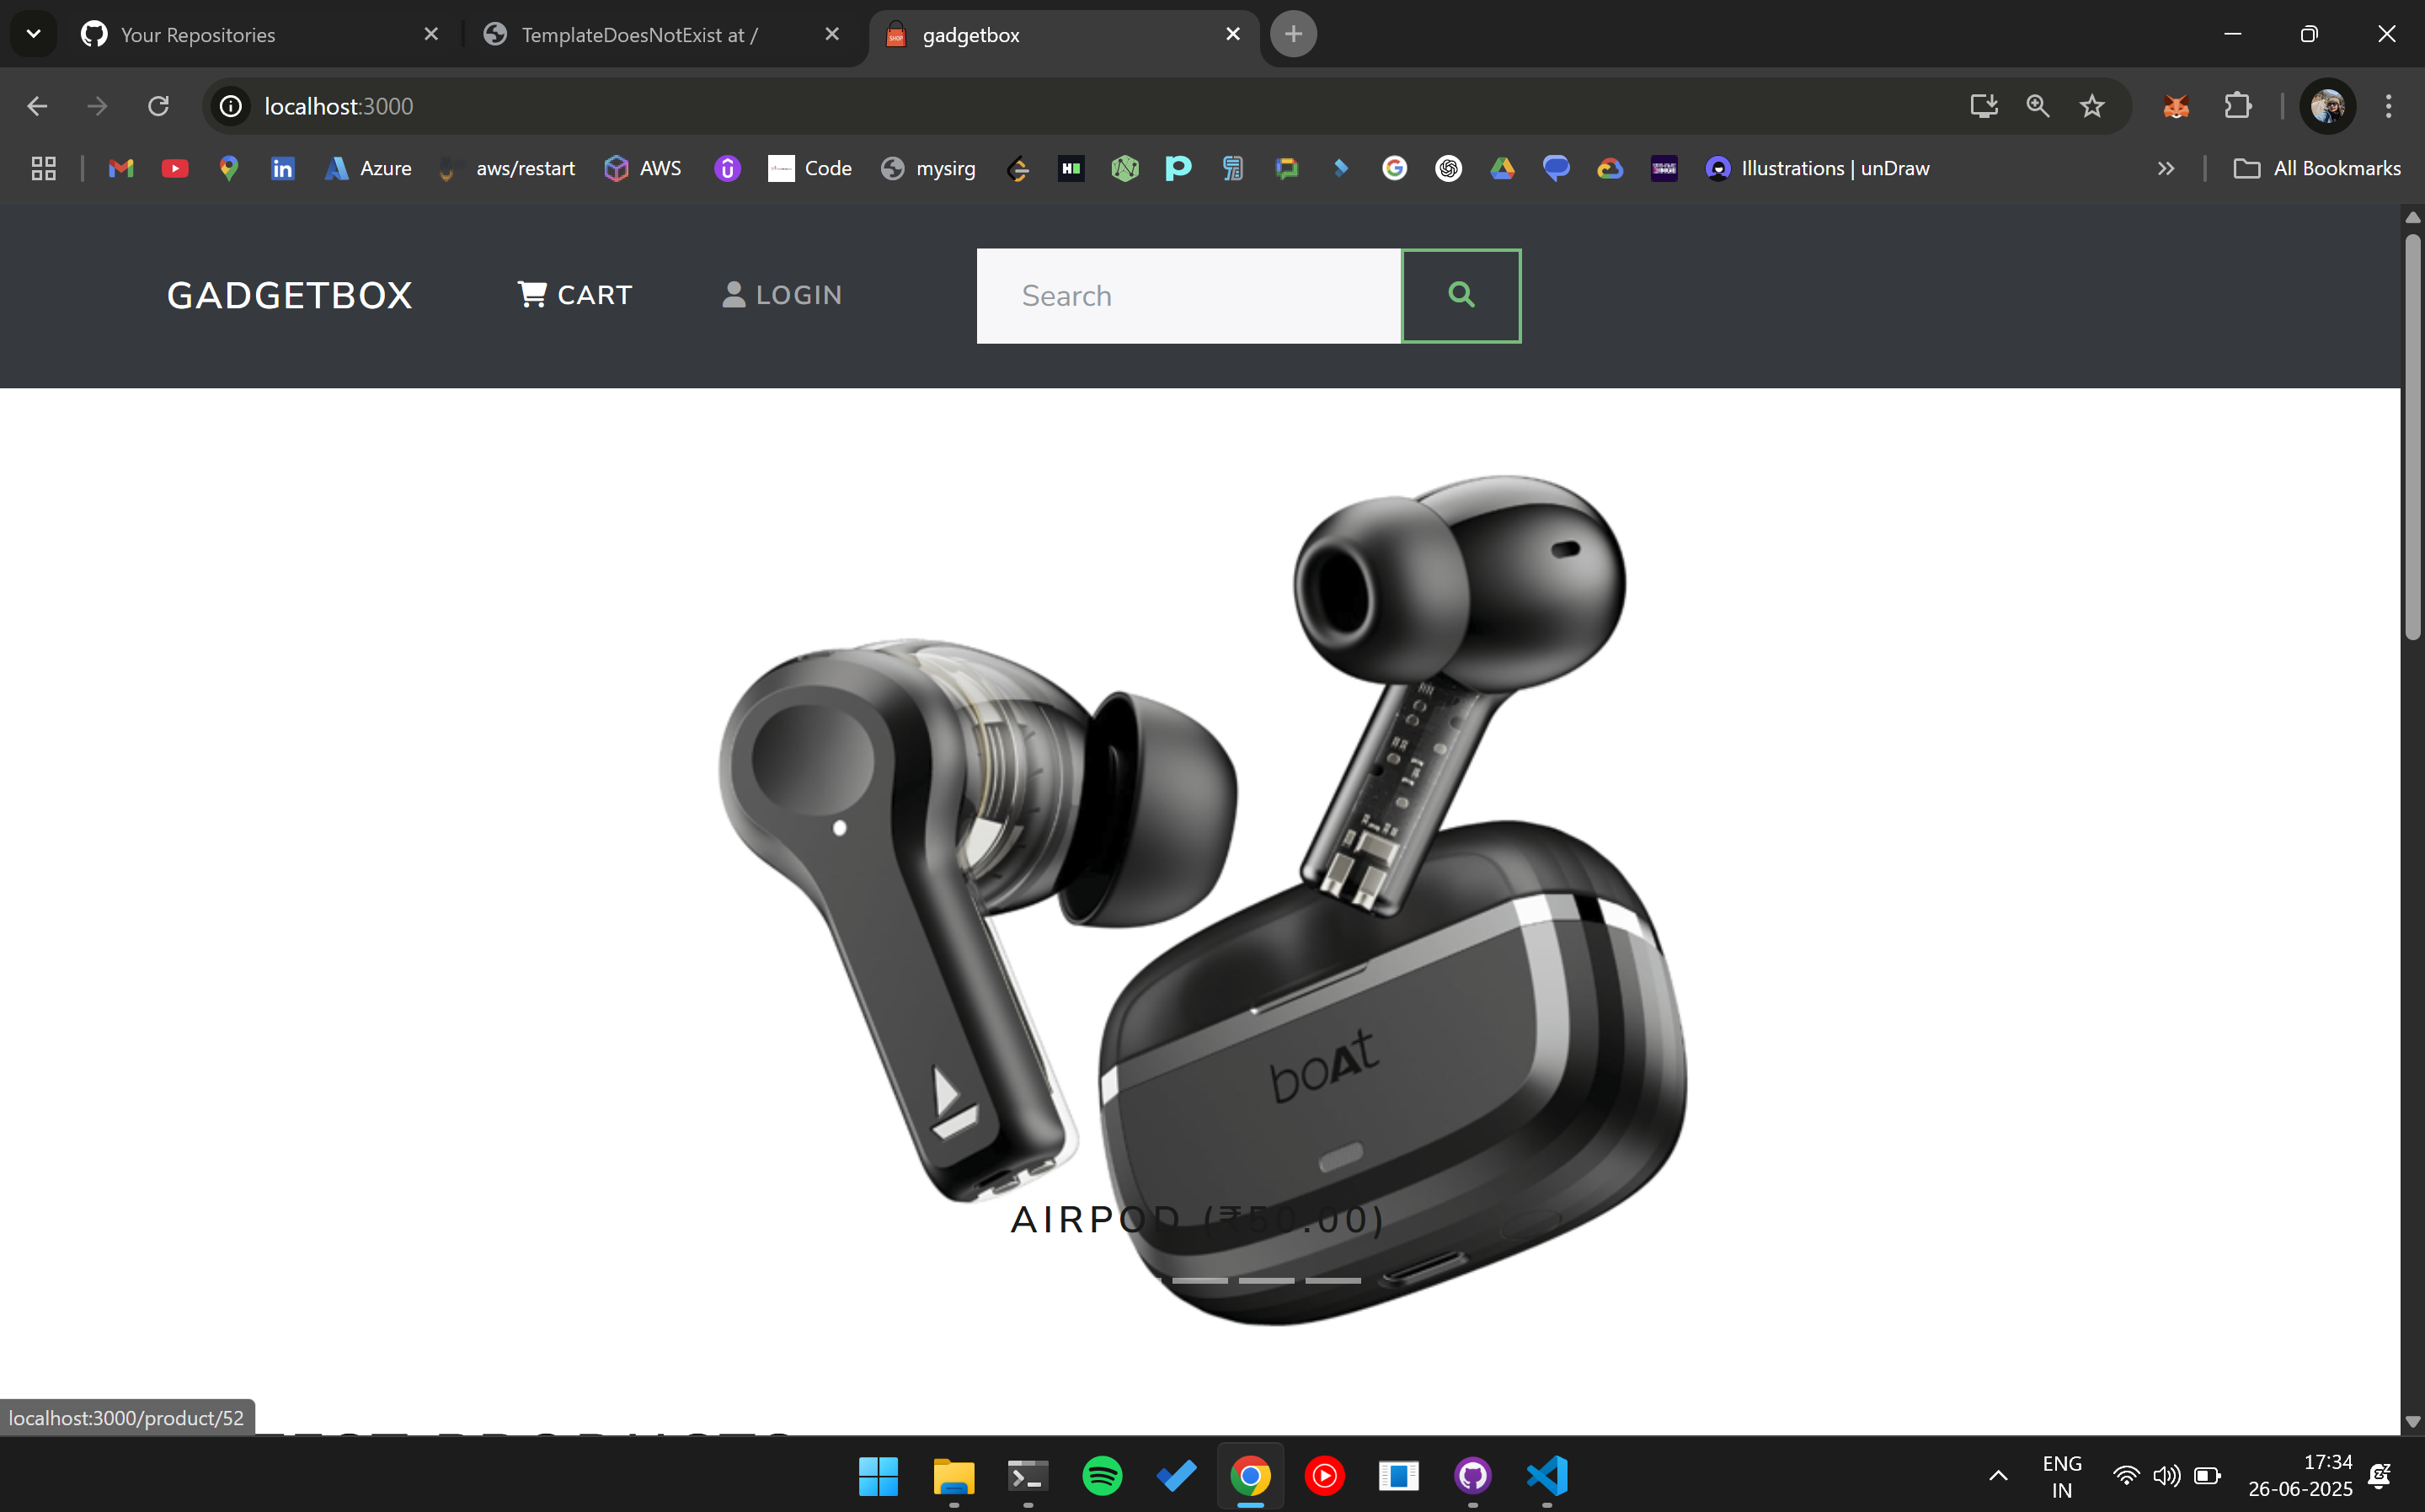 Your Repositories
TemplateDoesNotExist at /
gadgetbox
localhost:3000
Azure
aws/restart
AWS
Code
mysirg
Illustrations | unDraw
All Bookmarks
GADGETBOX
CART
LOGIN
Search
boAt
AIRPOD (₹50.00)
localhost:3000/product/52
ENG
IN
17:34
26-06-2025